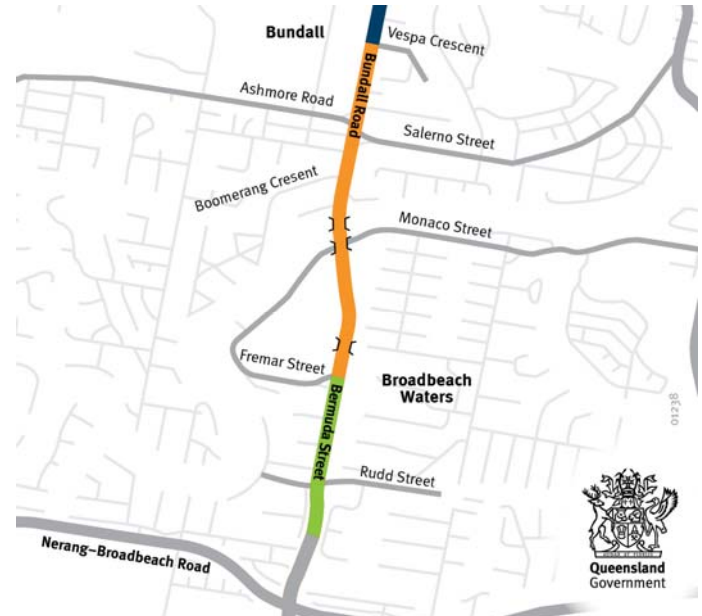 Bundall
Vespa Crescent
Bundall Road
Ashmore Road
Salerno Street
Boomerang Cresent
Monaco Street
Fremar Street
Broadbeach
Waters
Bermuda Street
01238
Rudd Street
Nerang–Broadbeach Road
Queensland
Government